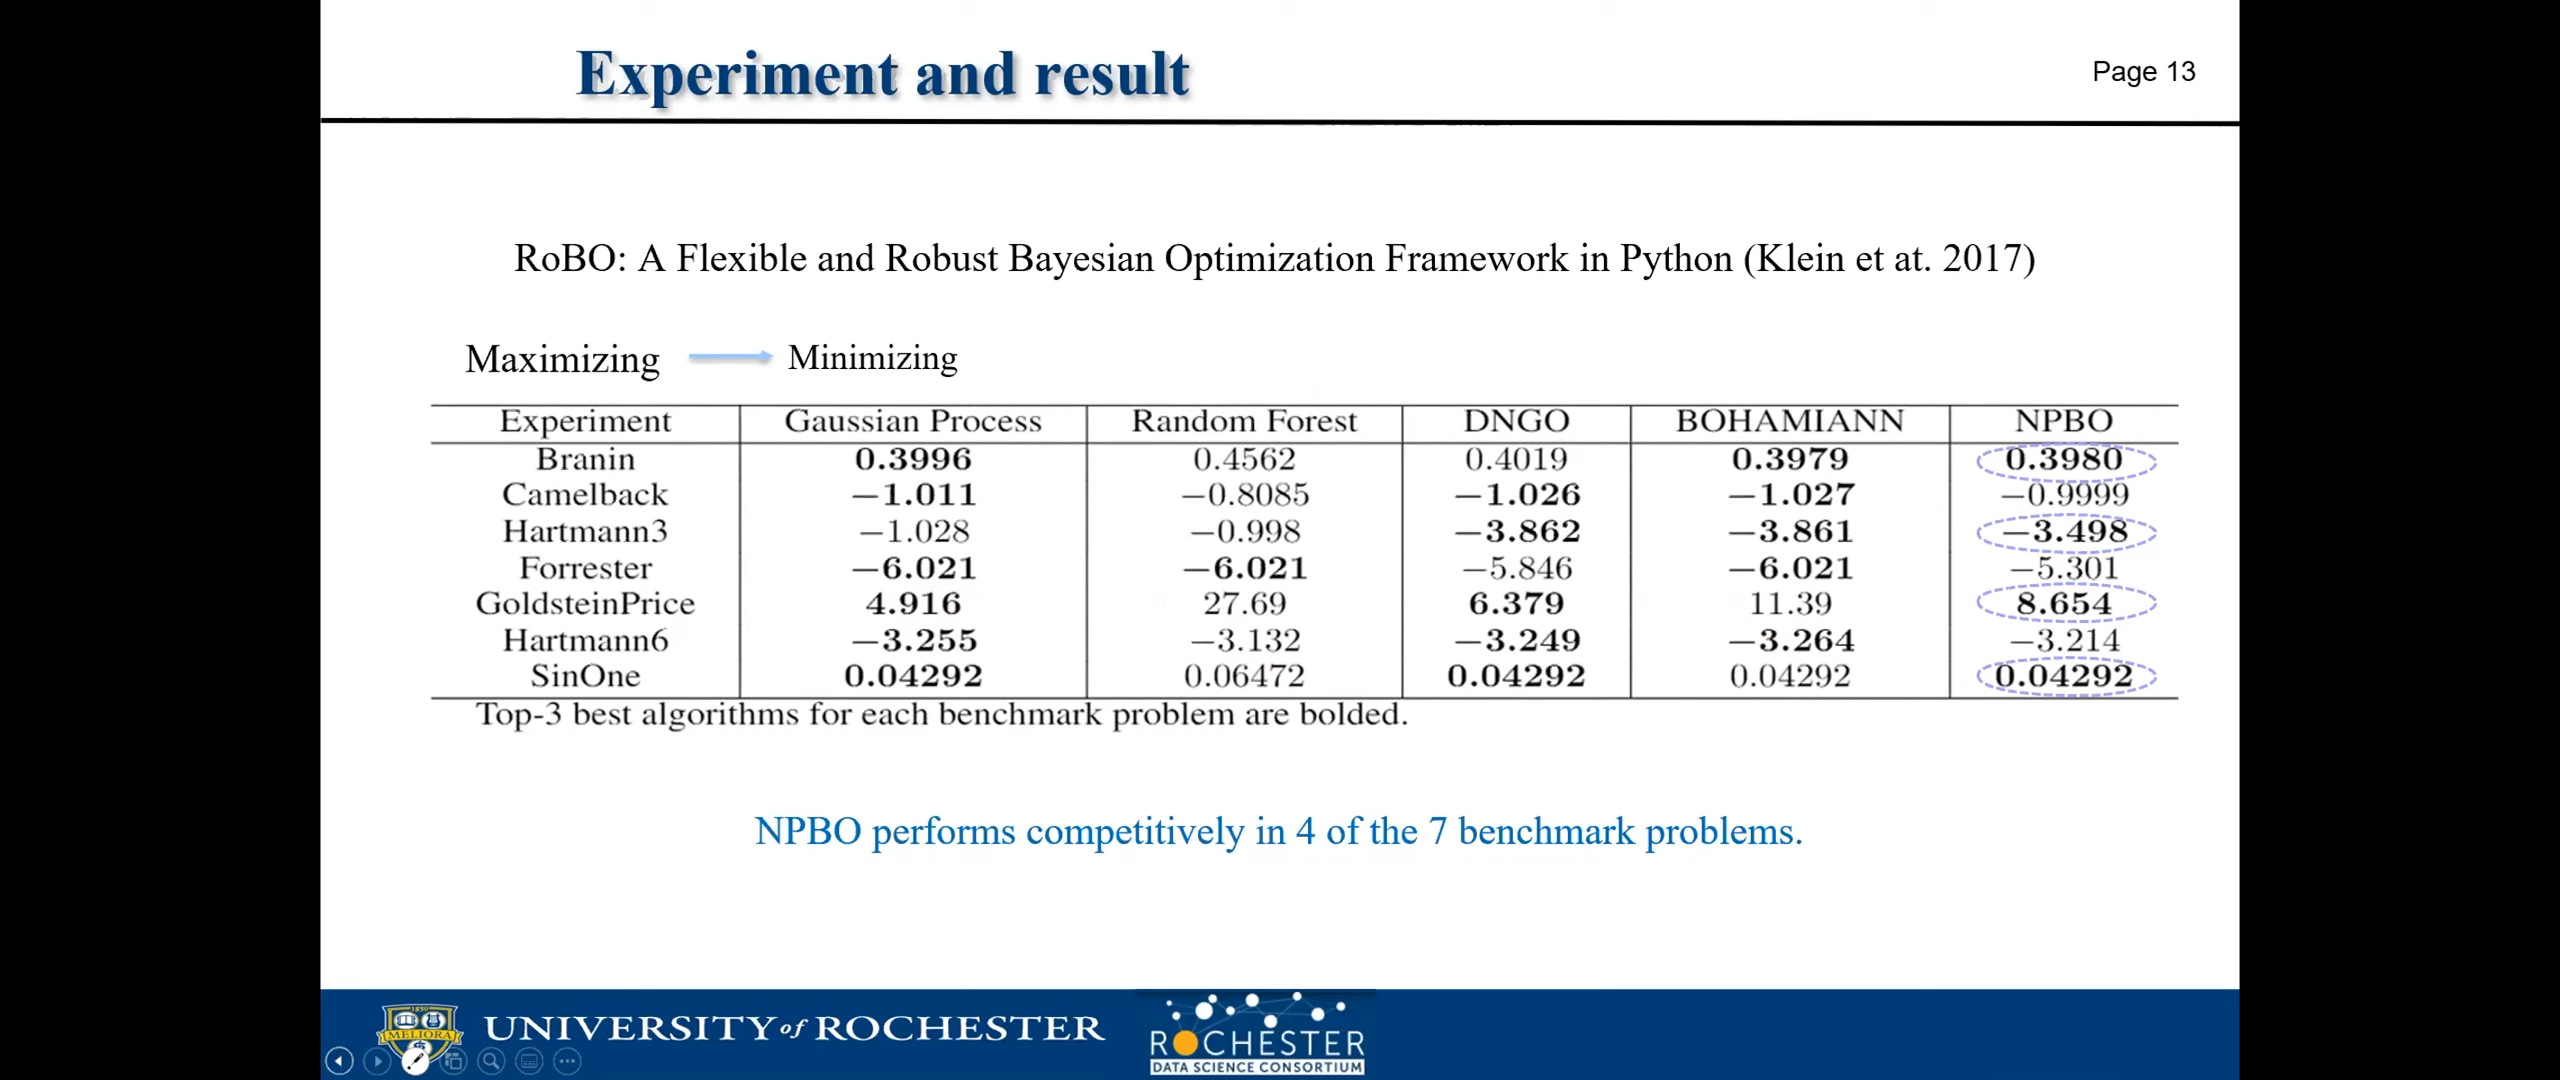 Experiment and result
Page 13
RoBO: A Flexible and Robust Bayesian Optimization Framework in Python (Klein et at. 2017)
Maximizing Minimizing
Experiment Gaussian Process Random Forest DNGO BOHAMIANN NPBO
Branin 0.3996 0.4562 0.4019 0.3979 0.3980
Camelback −1.011 −0.8085 −1.026 −1.027 −0.9999
Hartmann3 −1.028 −0.998 −3.862 −3.861 −3.498
Forrester −6.021 −6.021 −5.846 −6.021 −5.301
GoldsteinPrice 4.916 27.69 6.379 11.39 8.654
Hartmann6 −3.255 −3.132 −3.249 −3.264 −3.214
SinOne 0.04292 0.06472 0.04292 0.04292 0.04292
Top-3 best algorithms for each benchmark problem are bolded.
NPBO performs competitively in 4 of the 7 benchmark problems.
1850
MELIORA
UNIVERSITY of ROCHESTER
ROCHESTER
DATA SCIENCE CONSORTIUM